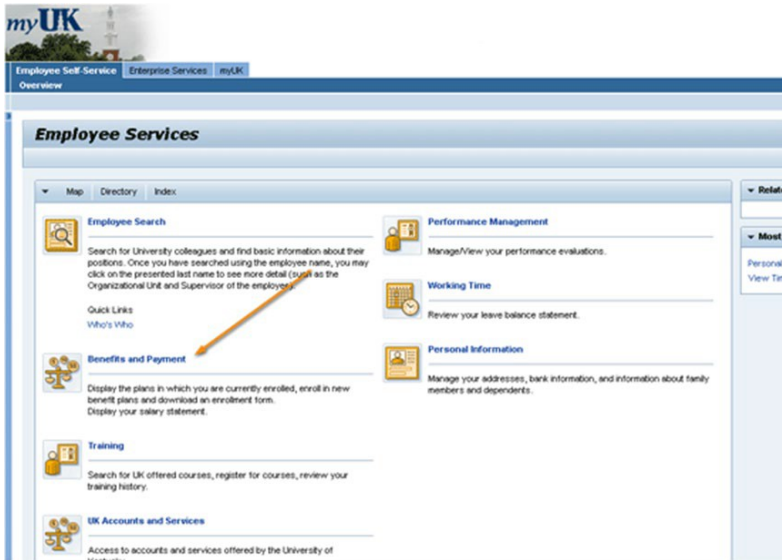 myUK
Employee Self-Service Enterprise Services myUK
Overview
Employee Services
Map Directory Index
Employee Search
Search for University colleagues and find basic information about their
positions. Once you have searched using the employee name, you may
click on the presented last name to see more detail (such as the
Organizational Unit and Supervisor of the employee).
Quick Links
Who's Who
Benefits and Payment
Display the plans in which you are currently enrolled, enroll in new
benefit plans and download an enrollment form.
Display your salary statement.
Training
Search for UK offered courses, register for courses, review your
training history.
UK Accounts and Services
Access to accounts and services offered by the University of
Performance Management
Manage/View your performance evaluations.
Working Time
Review your leave balance statement.
Personal Information
Manage your addresses, bank information, and information about family
members and dependents.
Relat
Most
Personal
View Tim